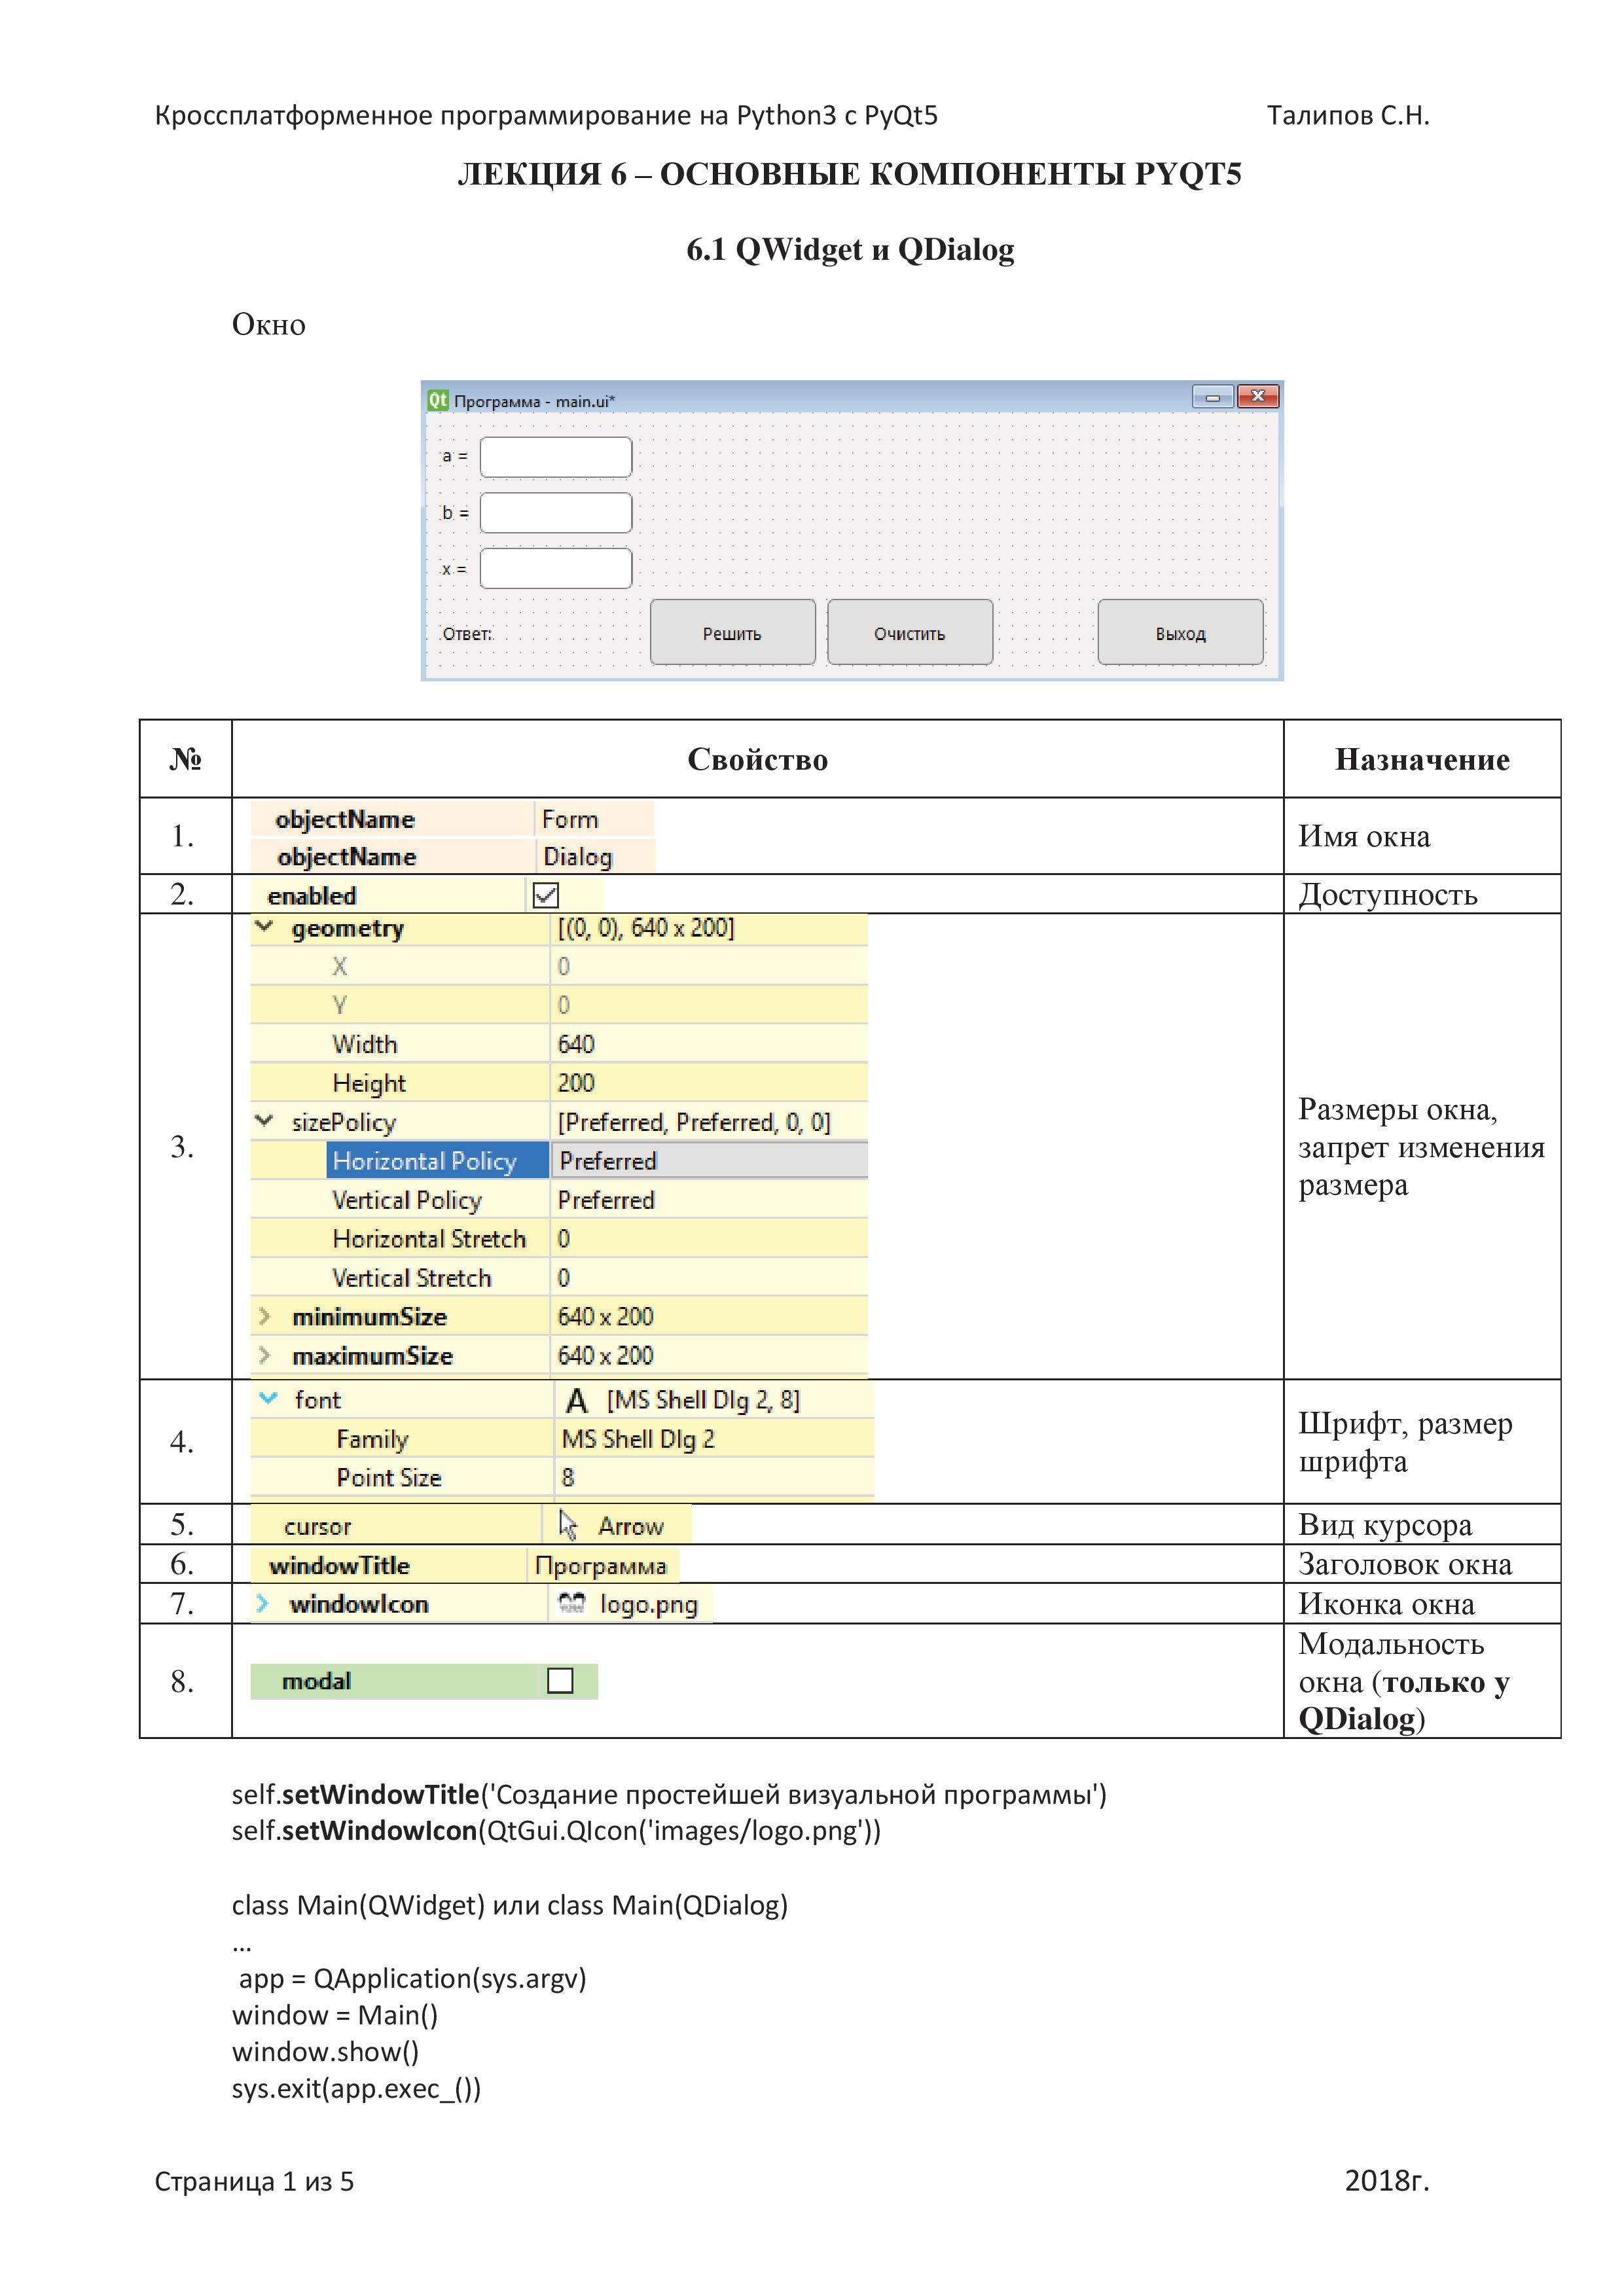 Кроссплатформенное программирование на Python3 с PyQt5 Талипов С.Н.
ЛЕКЦИЯ 6 – ОСНОВНЫЕ КОМПОНЕНТЫ PYQT5
6.1 QWidget и QDialog
Окно
Qt Программа - main.ui*
a =
b =
x =
Ответ: Решить Очистить Выход
№ Свойство Назначение
1. objectName Form Имя окна
objectName Dialog
2. enabled Доступность
3. geometry [(0, 0), 640 x 200] Размеры окна,
запрет изменения
размера
X 0
Y 0
Width 640
Height 200
sizePolicy [Preferred, Preferred, 0, 0]
Horizontal Policy Preferred
Vertical Policy Preferred
Horizontal Stretch 0
Vertical Stretch 0
minimumSize 640 x 200
maximumSize 640 x 200
4. font A [MS Shell Dlg 2, 8] Шрифт, размер
шрифта
Family MS Shell Dlg 2
Point Size 8
5. cursor Arrow Вид курсора
6. windowTitle Программа Заголовок окна
7. windowIcon logo.png Иконка окна
8. modal Модальность
окна (только у
QDialog)
self.setWindowTitle('Создание простейшей визуальной программы')
self.setWindowIcon(QtGui.QIcon('images/logo.png'))
class Main(QWidget) или class Main(QDialog)
...
app = QApplication(sys.argv)
window = Main()
window.show()
sys.exit(app.exec_())
Страница 1 из 5 2018г.